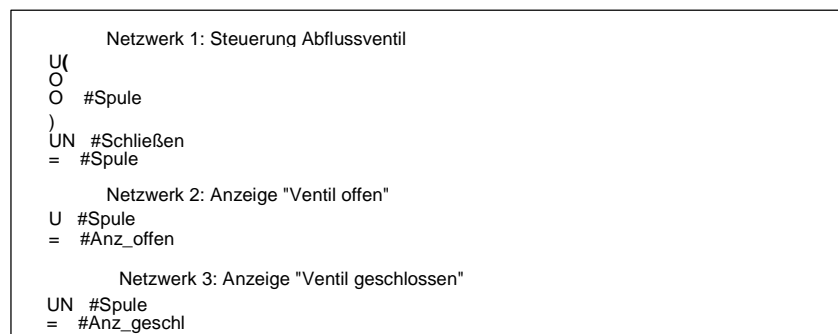 Netzwerk 1: Steuerung Abflussventil
U(
O
O #Spule
)
UN #Schließen
= #Spule
Netzwerk 2: Anzeige "Ventil offen"
U #Spule
= #Anz_offen
Netzwerk 3: Anzeige "Ventil geschlossen"
UN #Spule
= #Anz_geschl